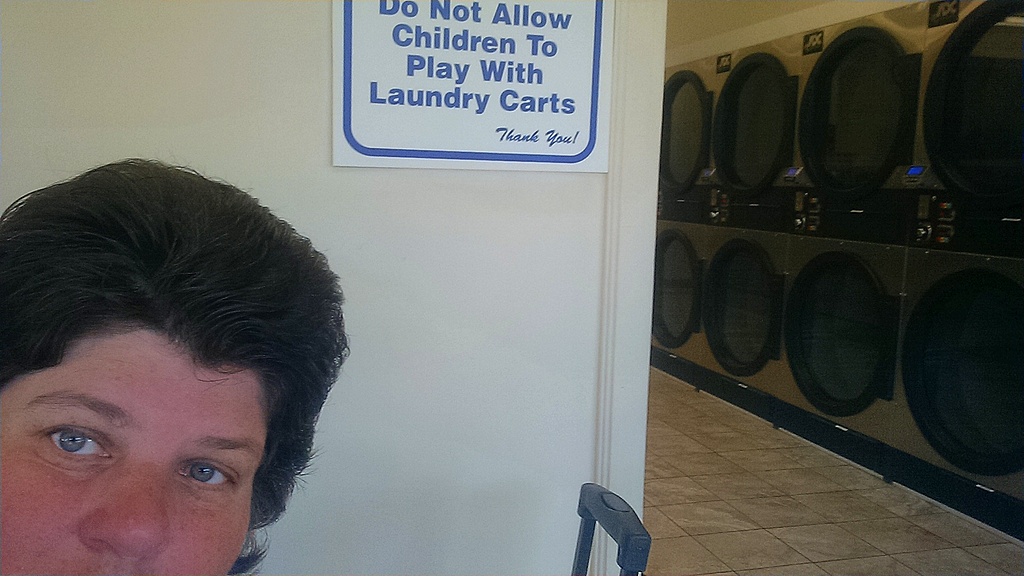 Do Not Allow
Children To
Play With
Laundry Carts
Thank You!